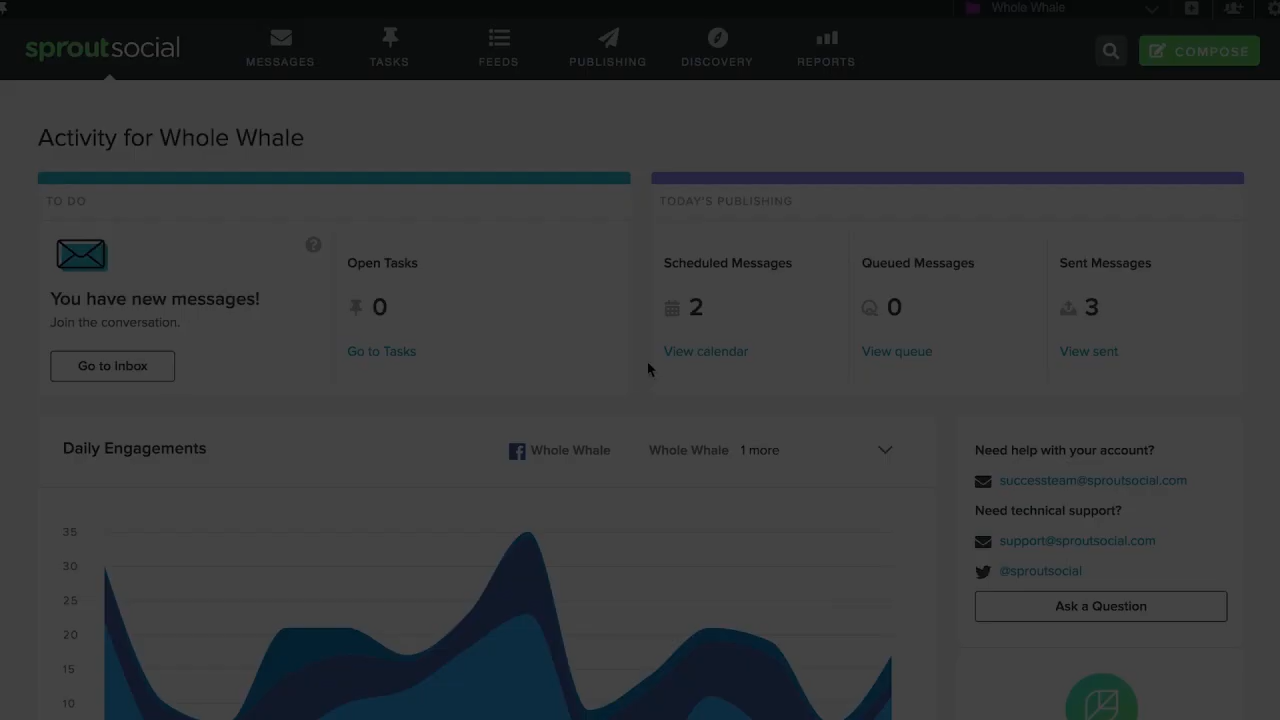 Whole Whale
sproutsocial
MESSAGES
TASKS
FEEDS
PUBLISHING
DISCOVERY
REPORTS
COMPOSE
Activity for Whole Whale
TO DO
?
You have new messages!
Join the conversation.
Go to Inbox
Open Tasks
0
Go to Tasks
TODAY'S PUBLISHING
Scheduled Messages
2
View calendar
Queued Messages
0
View queue
Sent Messages
3
View sent
Daily Engagements
Whole Whale
Whole Whale
1 more
35
30
25
20
15
10
Need help with your account?
successteam@sproutsocial.com
Need technical support?
support@sproutsocial.com
@sproutsocial
Ask a Question